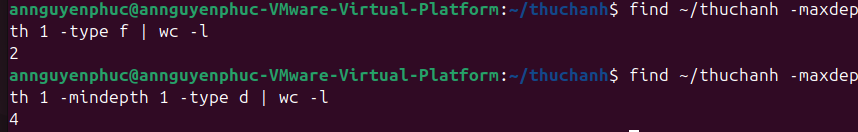 annguyenphuc@annguyenphuc-VMware-Virtual-Platform:~/thuchanh$ find ~/thuchanh -maxdep
th 1 -type f | wc -l
2
annguyenphuc@annguyenphuc-VMware-Virtual-Platform:~/thuchanh$ find ~/thuchanh -maxdep
th 1 -mindepth 1 -type d | wc -l
4